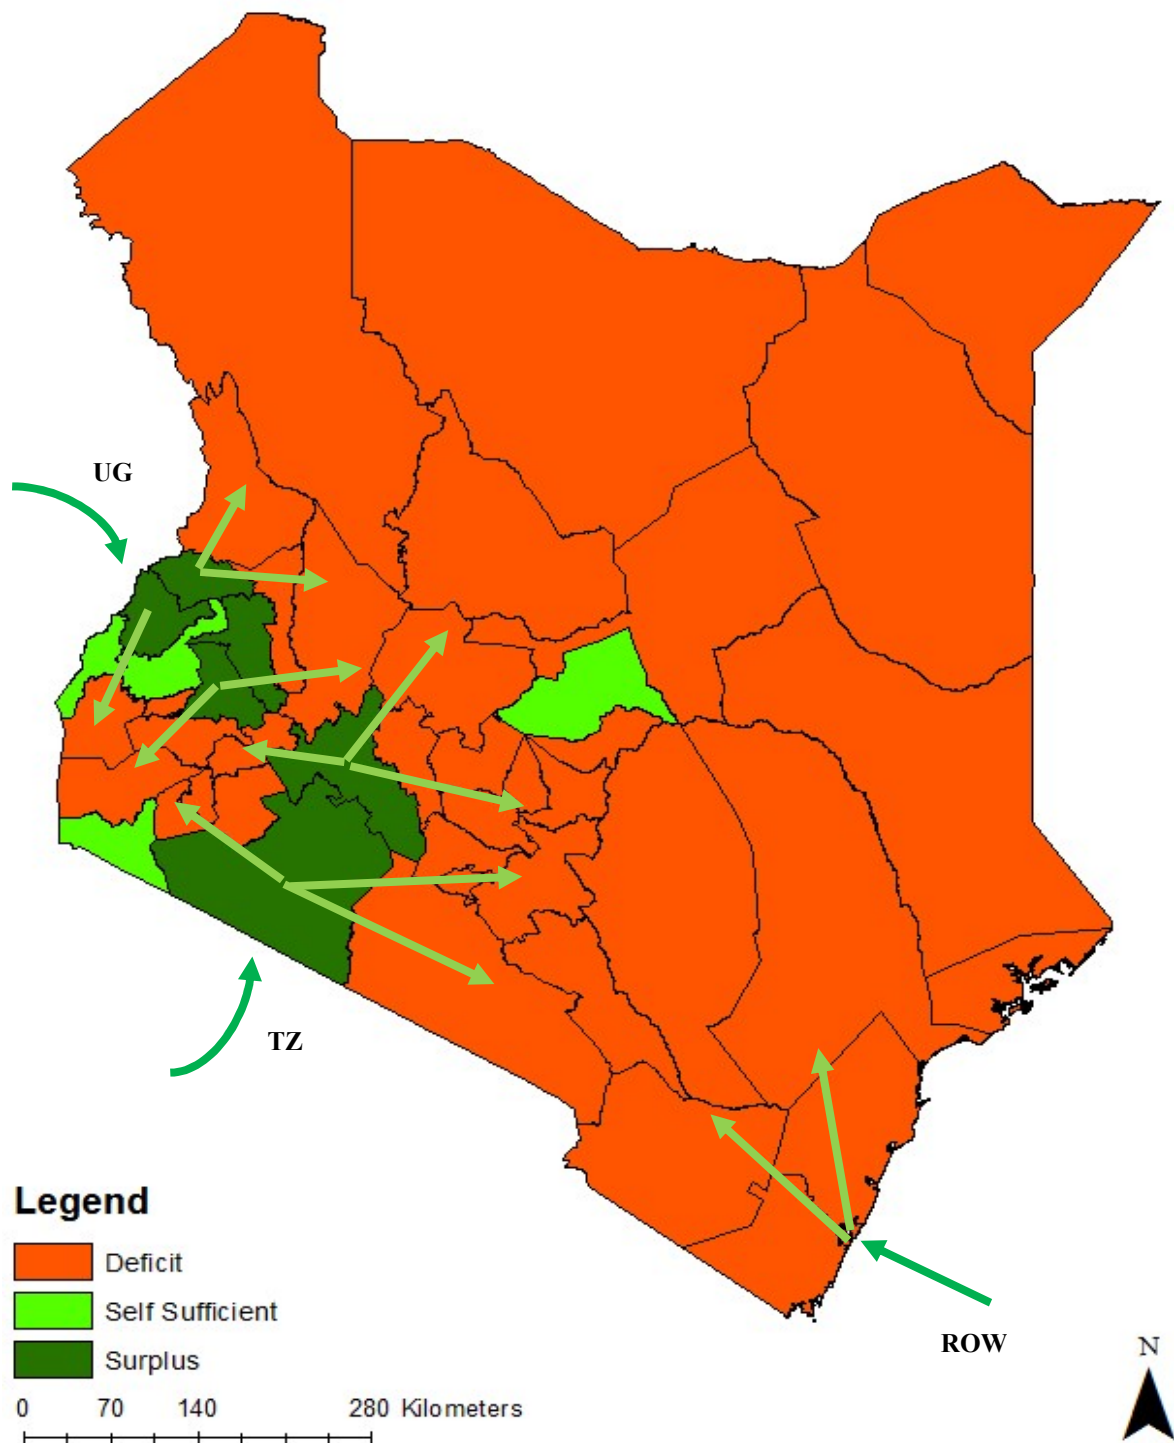 UG
TZ
Legend
Deficit
Self Sufficient
Surplus
0 70 140 280 Kilometers
ROW
N